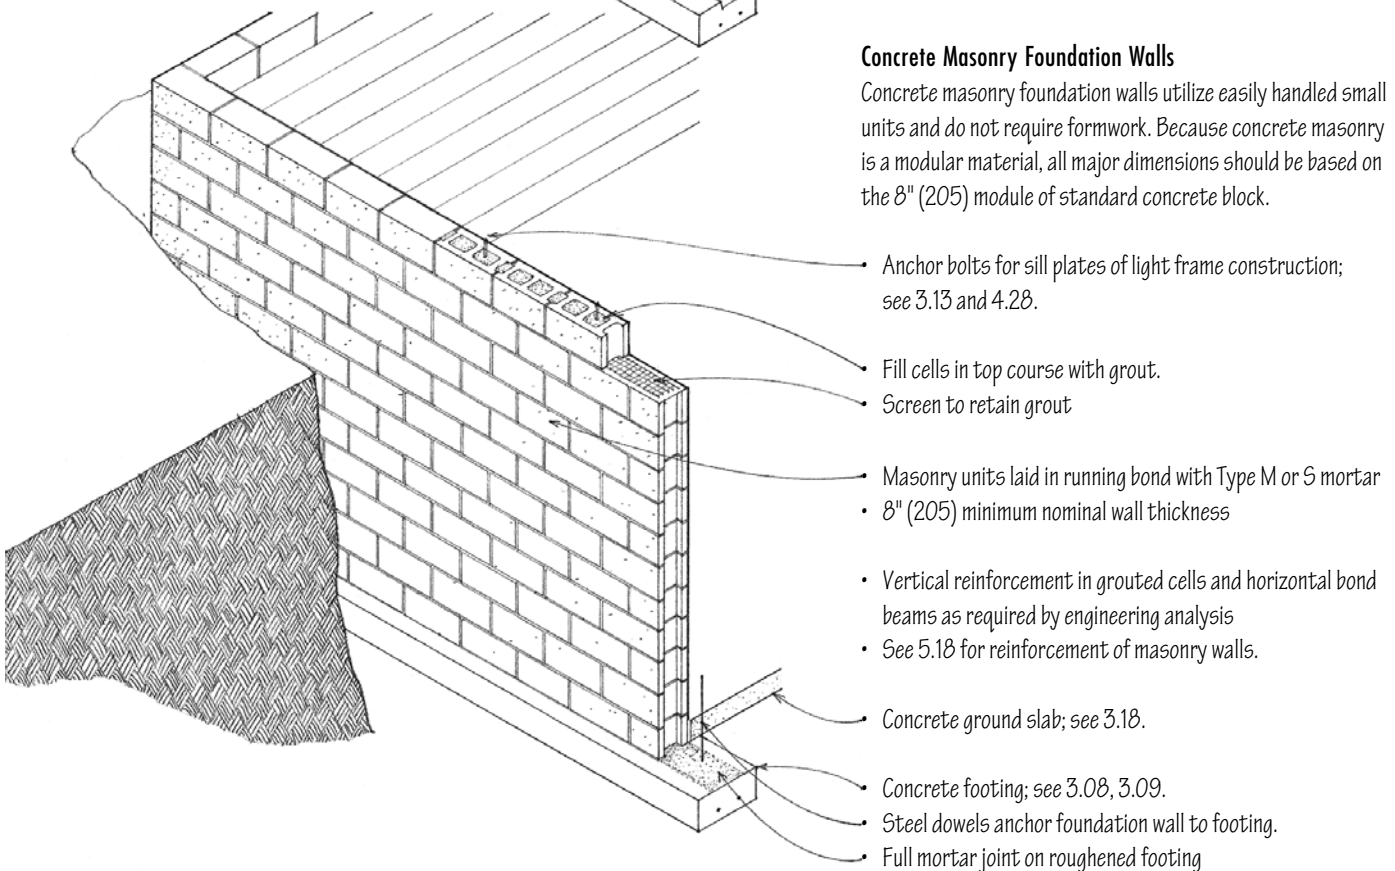 Concrete Masonry Foundation Walls
Concrete masonry foundation walls utilize easily handled small
units and do not require formwork. Because concrete masonry
is a modular material, all major dimensions should be based on
the 8" (205) module of standard concrete block.
• Anchor bolts for sill plates of light frame construction;
see 3.13 and 4.28.
• Fill cells in top course with grout.
• Screen to retain grout
• Masonry units laid in running bond with Type M or S mortar
• 8" (205) minimum nominal wall thickness
• Vertical reinforcement in grouted cells and horizontal bond
beams as required by engineering analysis
• See 5.18 for reinforcement of masonry walls.
• Concrete ground slab; see 3.18.
• Concrete footing; see 3.08, 3.09.
• Steel dowels anchor foundation wall to footing.
• Full mortar joint on roughened footing